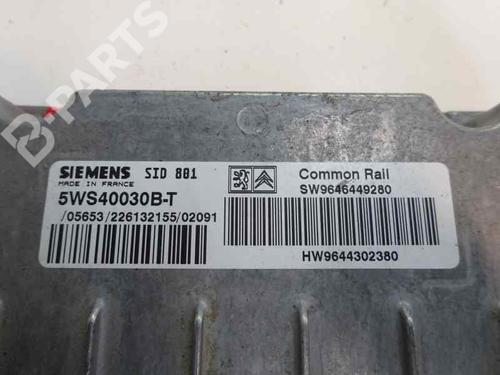 B-PARTS
SIEMENS SID 801
MADE IN FRANCE
5WS40030B-T
/05653/226132155/02091
Common Rail
SW9646449280
HW9644302380